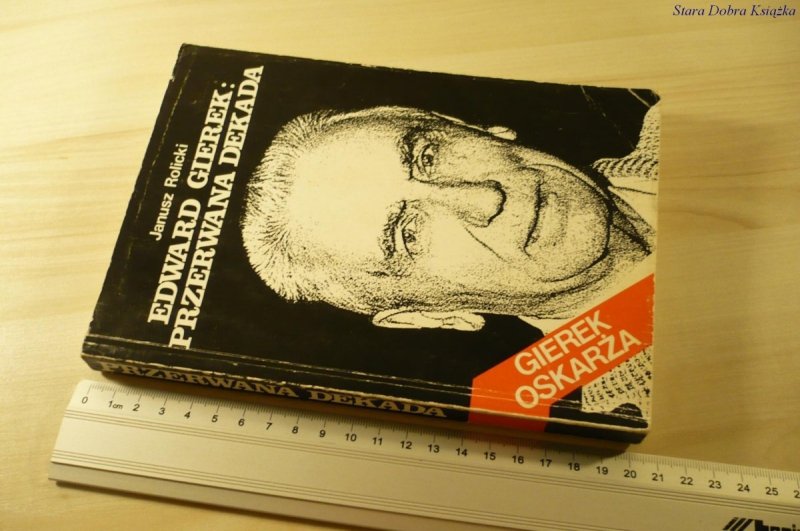 Stara Dobra Książka
Janusz Rolicki
EDWARD GIEREK:
PRZERWANA DEKADA
GIEREK
OSKARŻA
PRZERWANA DEKADA
0 1cm 2 3 4 5 6 7 8 9 10 11 12 13 14 15 16 17 18 19 20 21 22 23 24 25